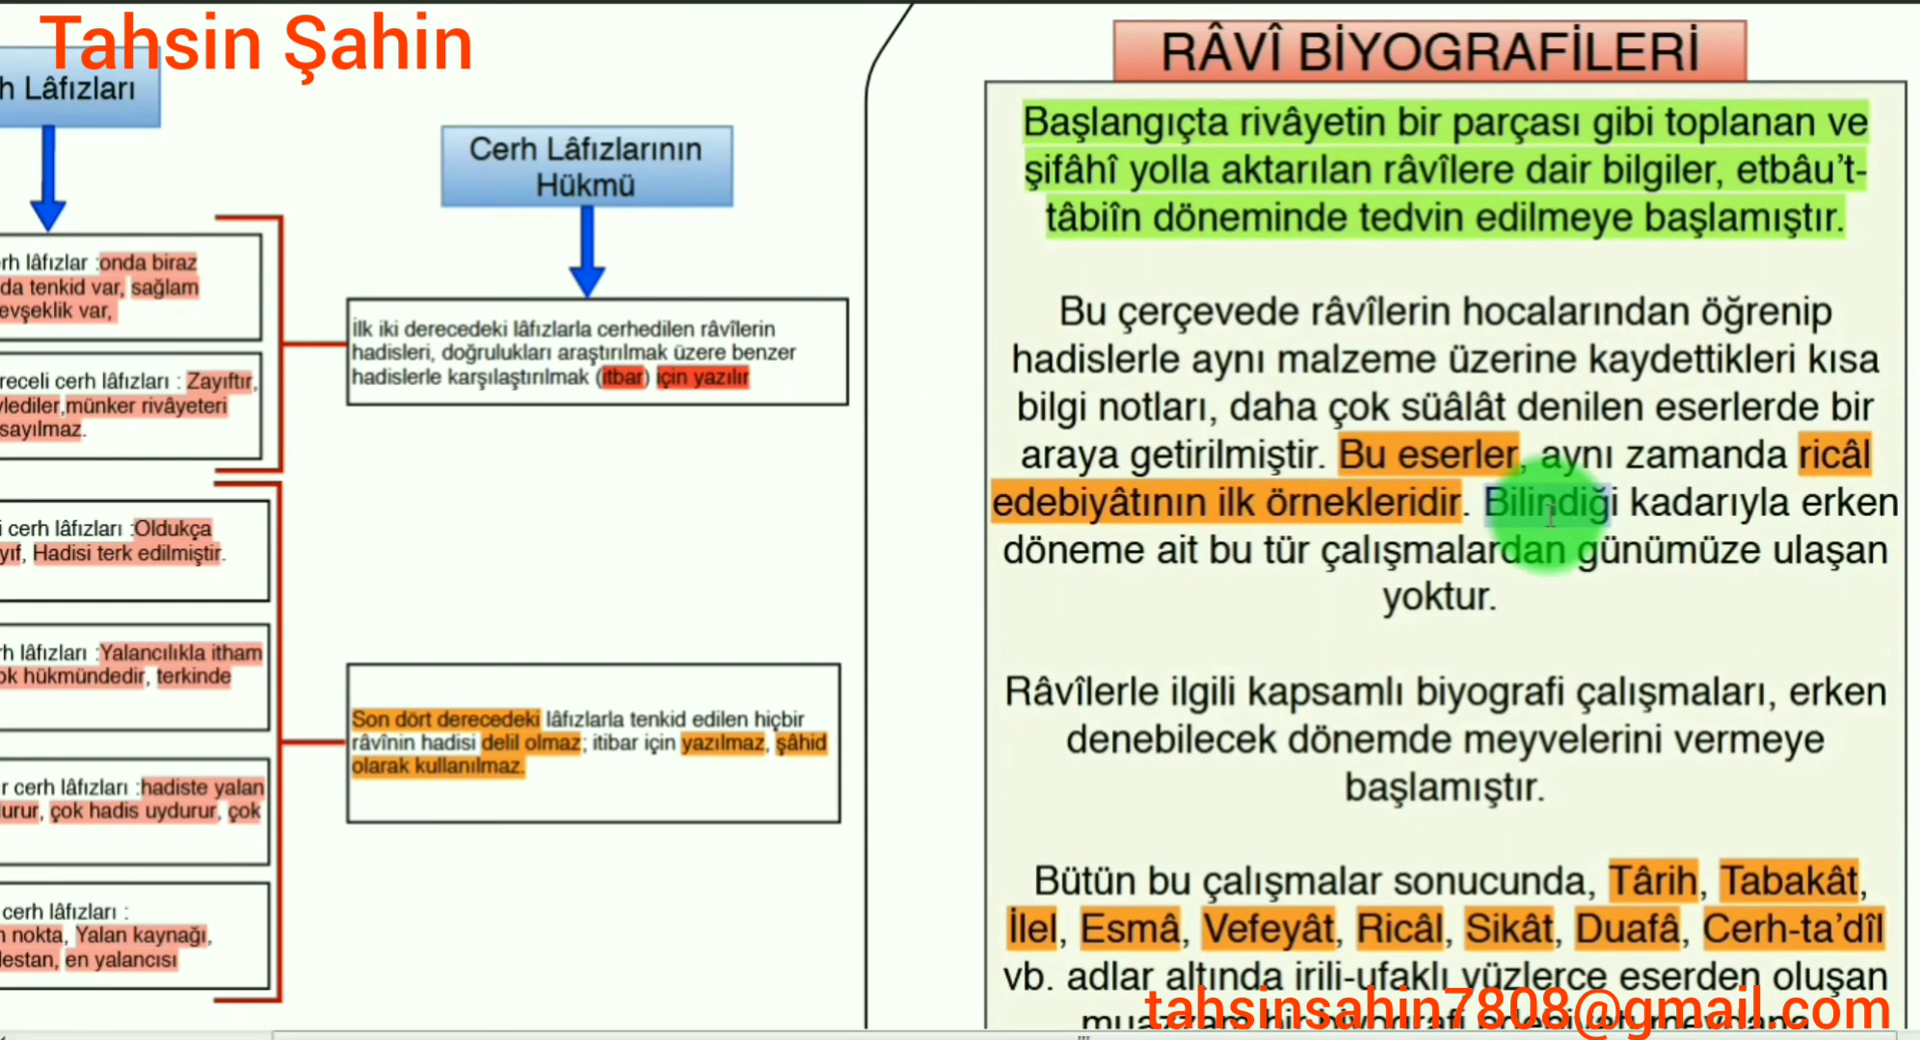 Tahsin Şahin
h Lâfızları
rh lâfızlar :onda biraz
da tenkid var, sağlam
evşeklik var,
receli cerh lâfızları : Zayıftır,
lediler,münker rivâyeteri
sayılmaz.
i cerh lâfızları :Oldukça
yıf, Hadisi terk edilmiştir.
h lâfızları :Yalancılıkla itham
ok hükmündedir, terkinde
r cerh lâfızları :hadiste yalan
urur, çok hadis uydurur, çok
cerh lâfızları :
n nokta, Yalan kaynağı,
estan, en yalancısı
Cerh Lâfızlarının
Hükmü
İlk iki derecedeki lâfızlarla cerhedilen râvîlerin
hadisleri, doğrulukları araştırılmak üzere benzer
hadislerle karşılaştırılmak (itbar) için yazılır
Son dört derecedeki lâfızlarla tenkid edilen hiçbir
râvînin hadisi delil olmaz; itibar için yazılmaz, şâhid
olarak kullanılmaz.
RÂVÎ BİYOGRAFİLERİ
Başlangıçta rivâyetin bir parçası gibi toplanan ve
şifâhî yolla aktarılan râvîlere dair bilgiler, etbâu't-
tâbiîn döneminde tedvin edilmeye başlamıştır.
Bu çerçevede râvîlerin hocalarından öğrenip
hadislerle aynı malzeme üzerine kaydettikleri kısa
bilgi notları, daha çok süâlât denilen eserlerde bir
araya getirilmiştir. Bu eserler, aynı zamanda ricâl
edebiyâtının ilk örnekleridir. Bilindiği kadarıyla erken
döneme ait bu tür çalışmalardan günümüze ulaşan
yoktur.
Râvîlerle ilgili kapsamlı biyografi çalışmaları, erken
denebilecek dönemde meyvelerini vermeye
başlamıştır.
Bütün bu çalışmalar sonucunda, Târih, Tabakât,
İlel, Esmâ, Vefeyât, Ricâl, Sikât, Duafâ, Cerh-ta'dîl
vb. adlar altında irili-ufaklı yüzlerce eserden oluşan
muazzam bir biyografi edebiyatı meydana
tahsinsahin7808@gmail.com